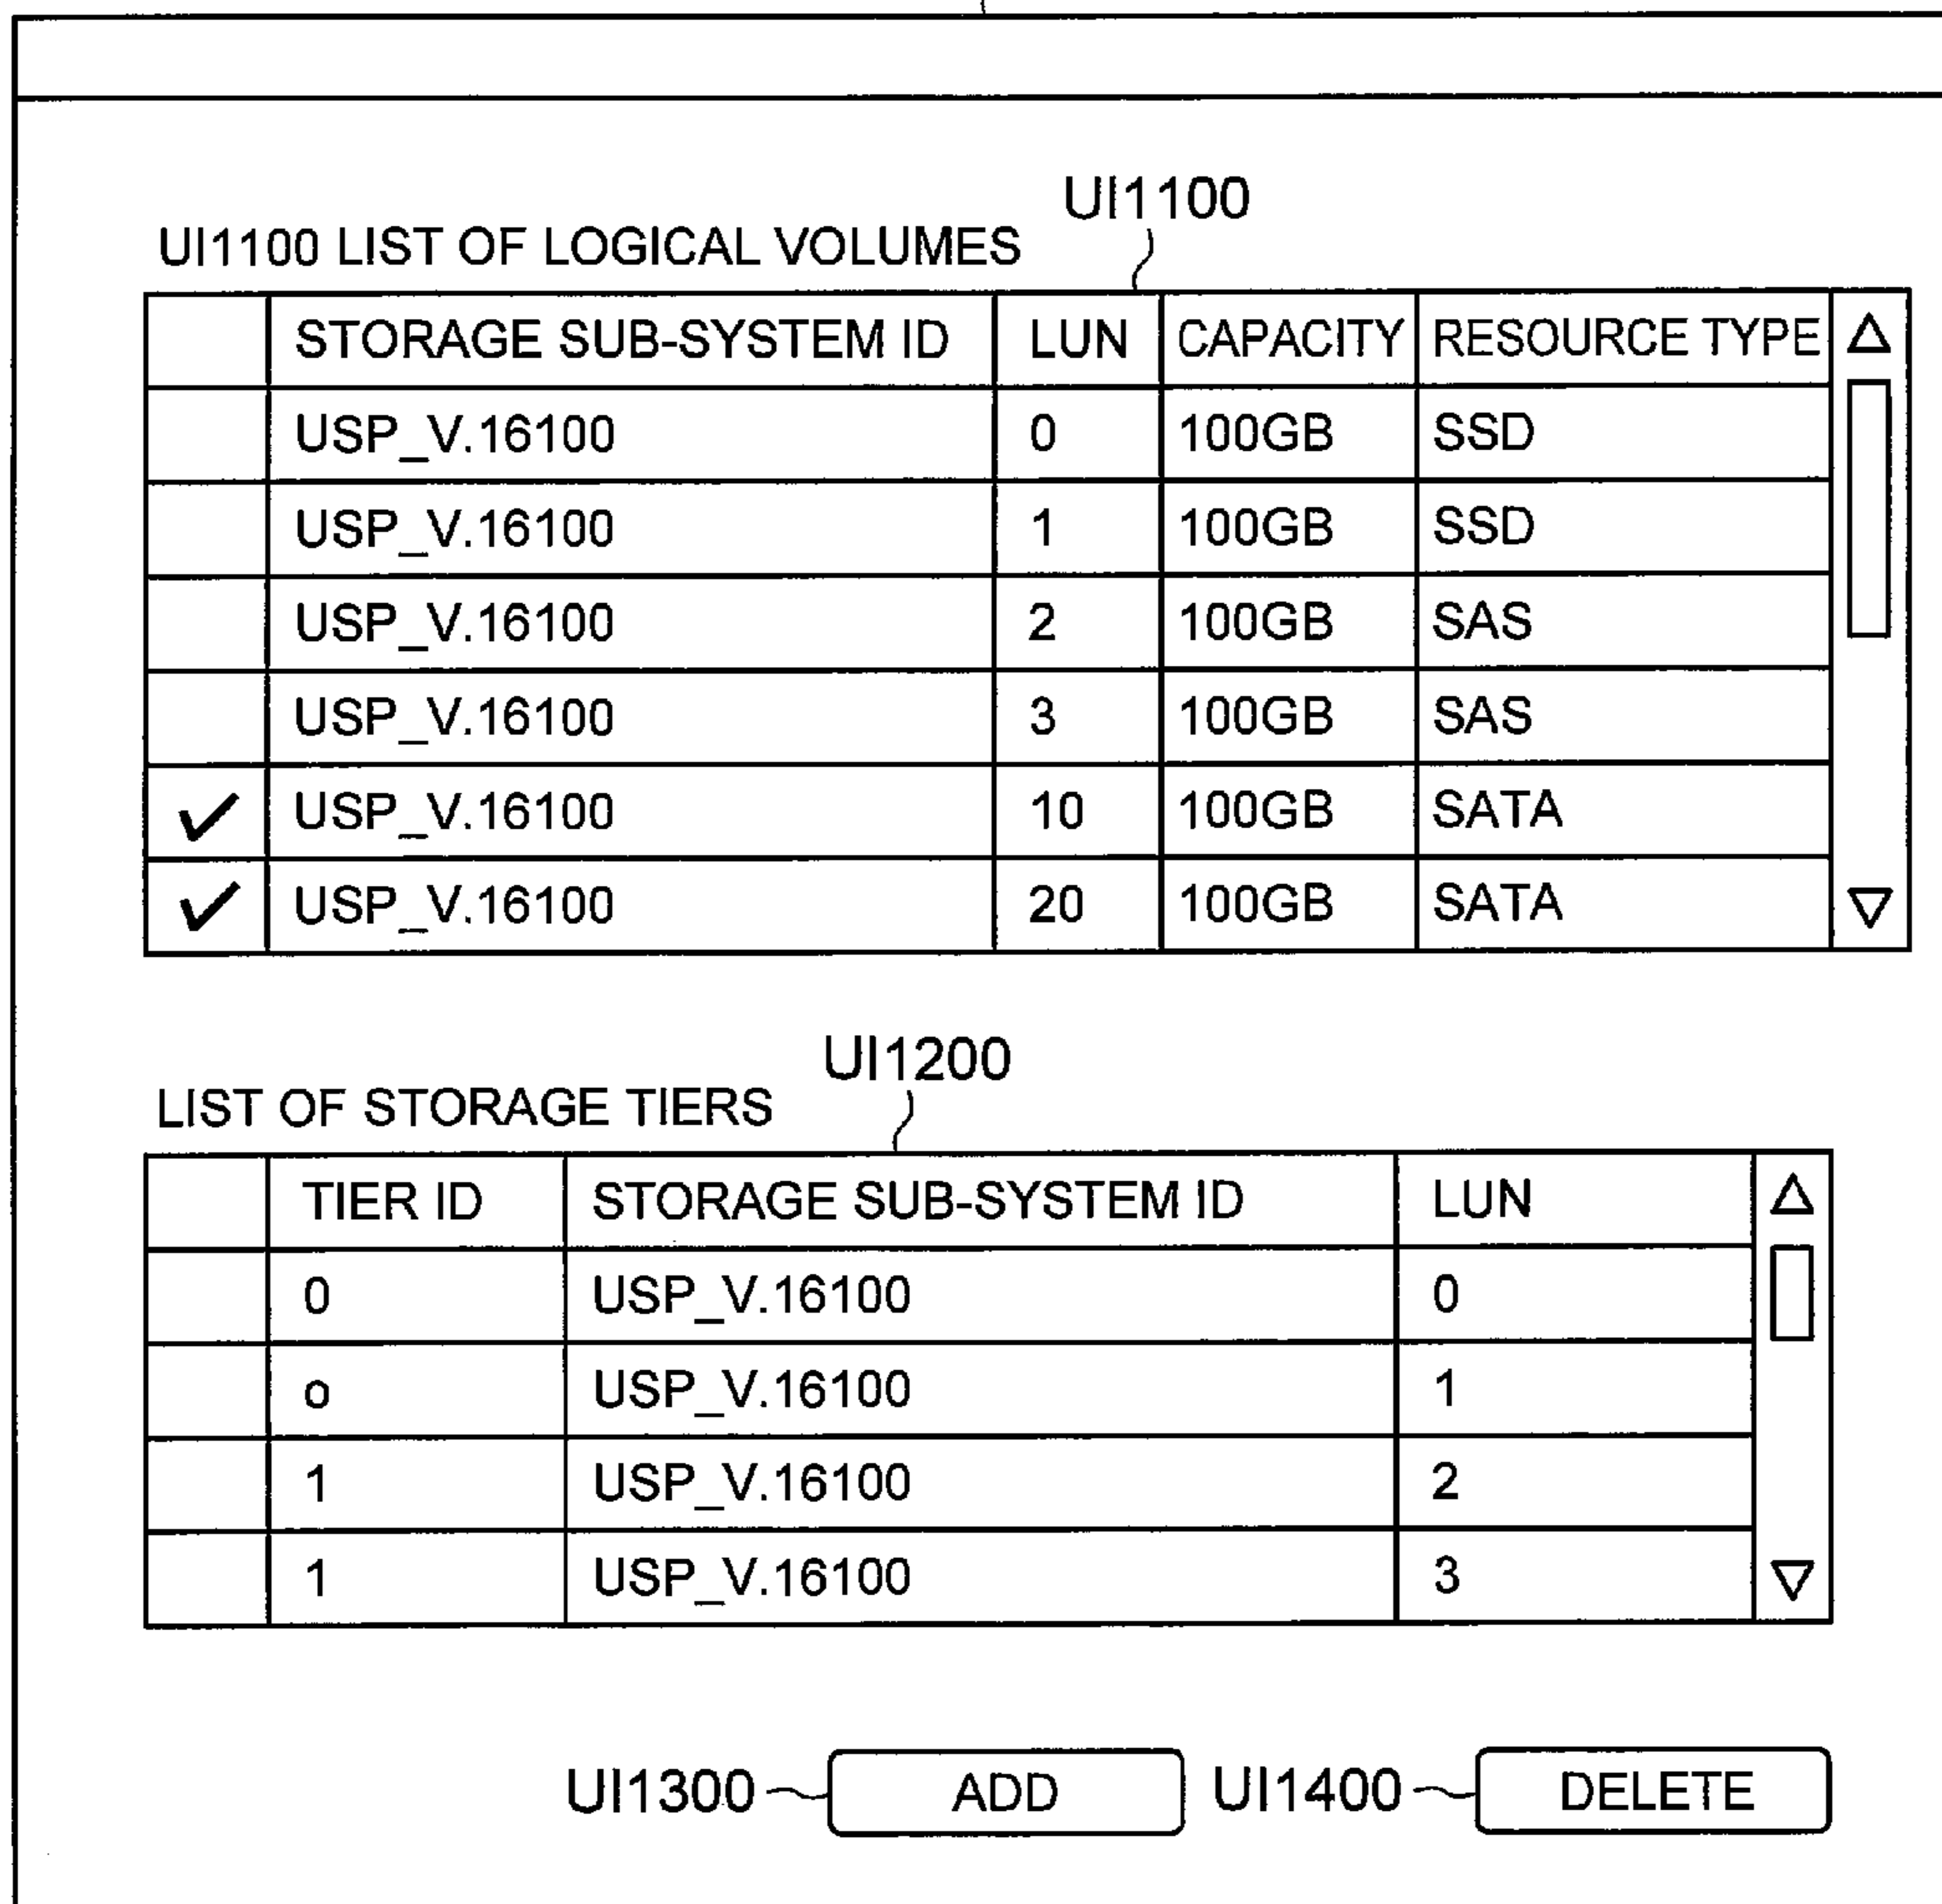 UI1100
UI1100 LIST OF LOGICAL VOLUMES
STORAGE SUB-SYSTEM ID LUN CAPACITY RESOURCE TYPE
USP_V.16100 0 100GB SSD
USP_V.16100 1 100GB SSD
USP_V.16100 2 100GB SAS
USP_V.16100 3 100GB SAS
✓ USP_V.16100 10 100GB SATA
✓ USP_V.16100 20 100GB SATA
UI1200
LIST OF STORAGE TIERS
TIER ID STORAGE SUB-SYSTEM ID LUN
0 USP_V.16100 0
o USP_V.16100 1
1 USP_V.16100 2
1 USP_V.16100 3
UI1300 ADD UI1400 DELETE